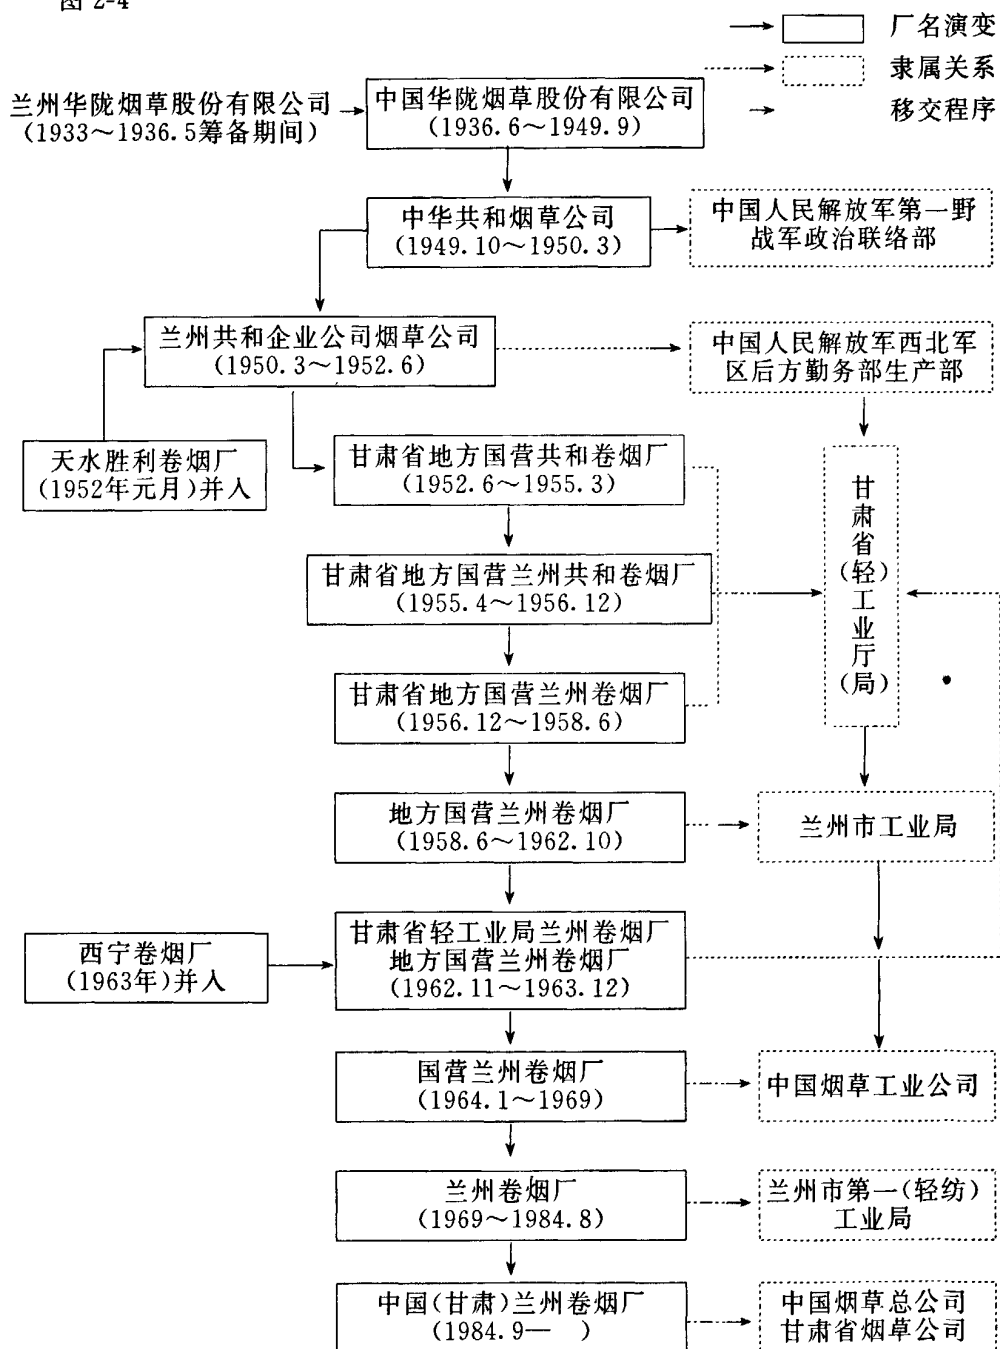 图 2-4
厂名演变
隶属关系
移交程序
兰州华陇烟草股份有限公司
(1933～1936.5筹备期间)
中国华陇烟草股份有限公司
(1936.6～1949.9)
中华共和烟草公司
(1949.10～1950.3)
中国人民解放军第一野
战军政治联络部
兰州共和企业公司烟草公司
(1950.3～1952.6)
中国人民解放军西北军
区后方勤务部生产部
天水胜利卷烟厂
(1952年元月)并入
甘肃省地方国营共和卷烟厂
(1952.6～1955.3)
甘肃省(轻)工业厅(局)
甘肃省地方国营兰州共和卷烟厂
(1955.4～1956.12)
甘肃省地方国营兰州卷烟厂
(1956.12～1958.6)
地方国营兰州卷烟厂
(1958.6～1962.10)
兰州市工业局
西宁卷烟厂
(1963年)并入
甘肃省轻工业局兰州卷烟厂
地方国营兰州卷烟厂
(1962.11～1963.12)
国营兰州卷烟厂
(1964.1～1969)
中国烟草工业公司
兰州卷烟厂
(1969～1984.8)
兰州市第一(轻纺)
工业局
中国(甘肃)兰州卷烟厂
(1984.9— )
中国烟草总公司
甘肃省烟草公司